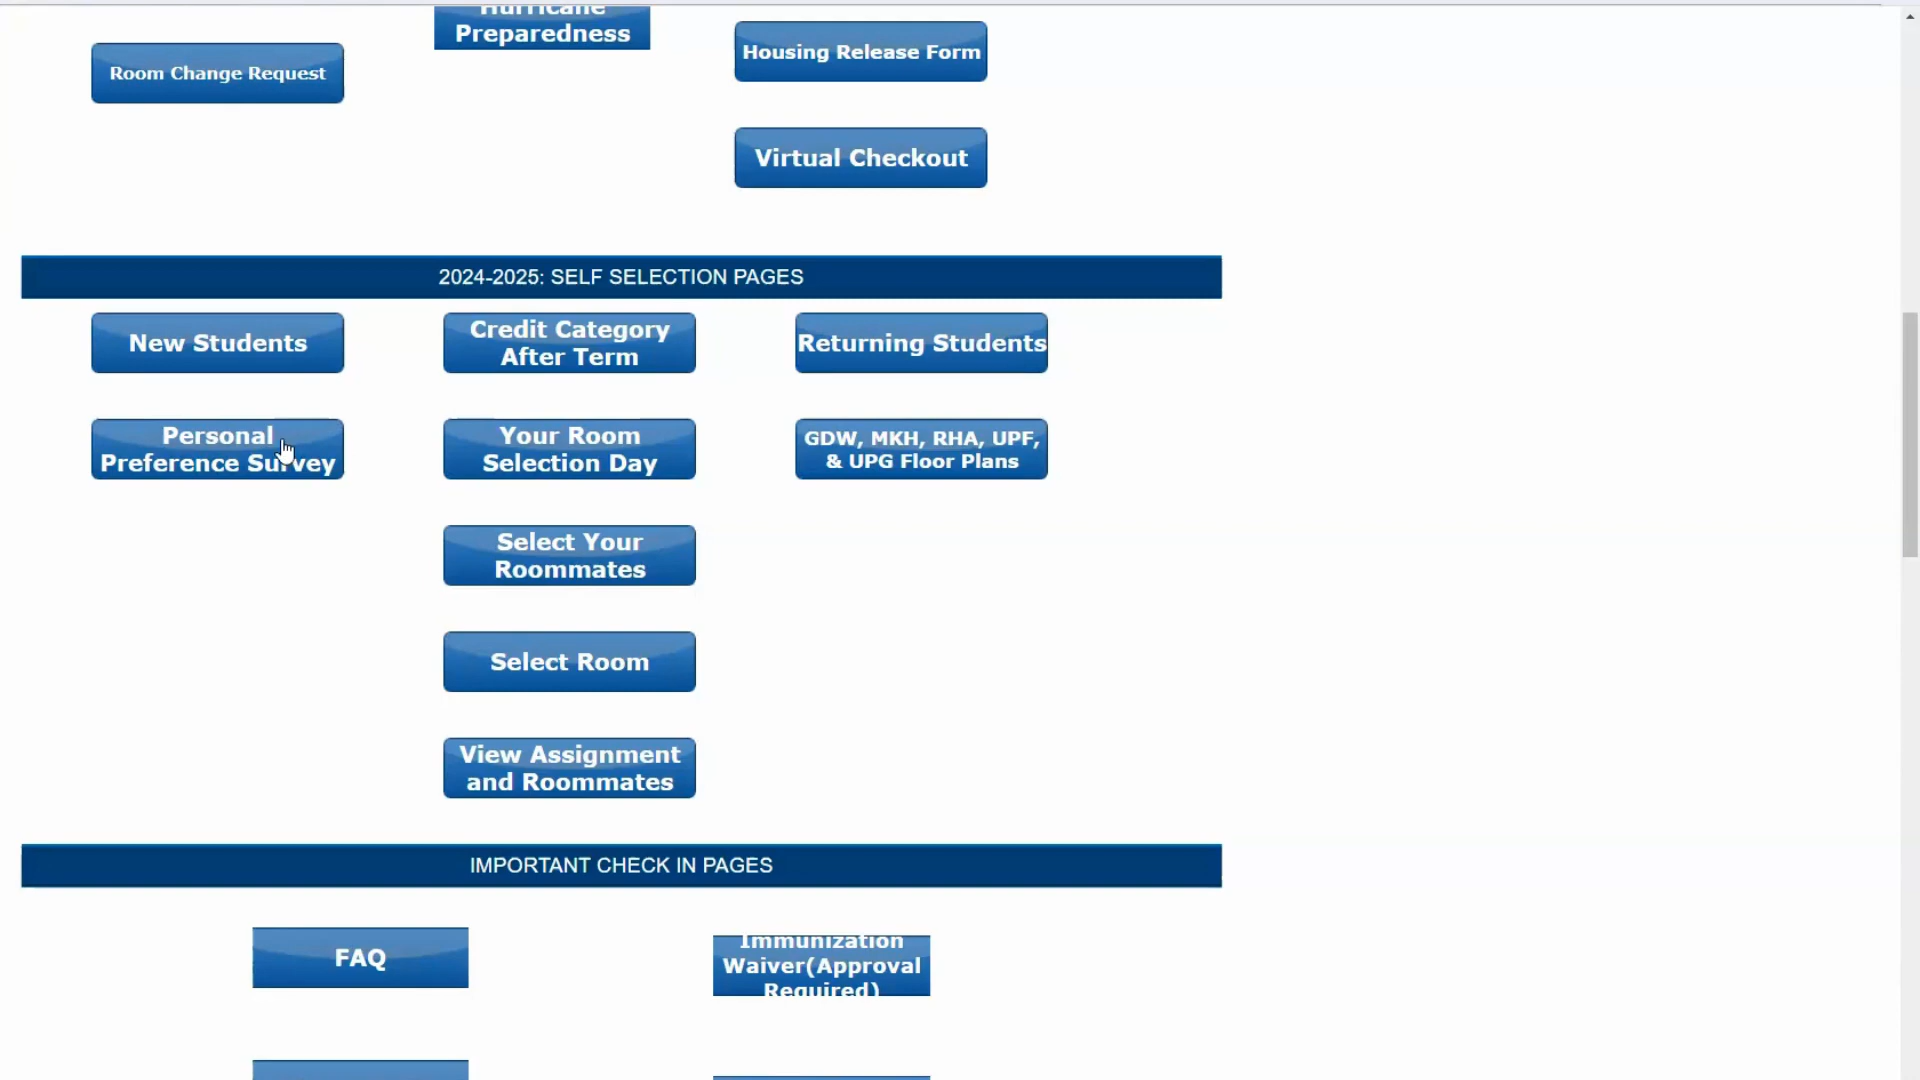 Hurricane
Preparedness
Housing Release Form
Room Change Request
Virtual Checkout
2024-2025: SELF SELECTION PAGES
New Students
Credit Category
After Term
Returning Students
Personal
Preference Survey
Your Room
Selection Day
GDW, MKH, RHA, UPF,
& UPG Floor Plans
Select Your
Roommates
Select Room
View Assignment
and Roommates
IMPORTANT CHECK IN PAGES
FAQ
Immunization
Waiver(Approval
Required)